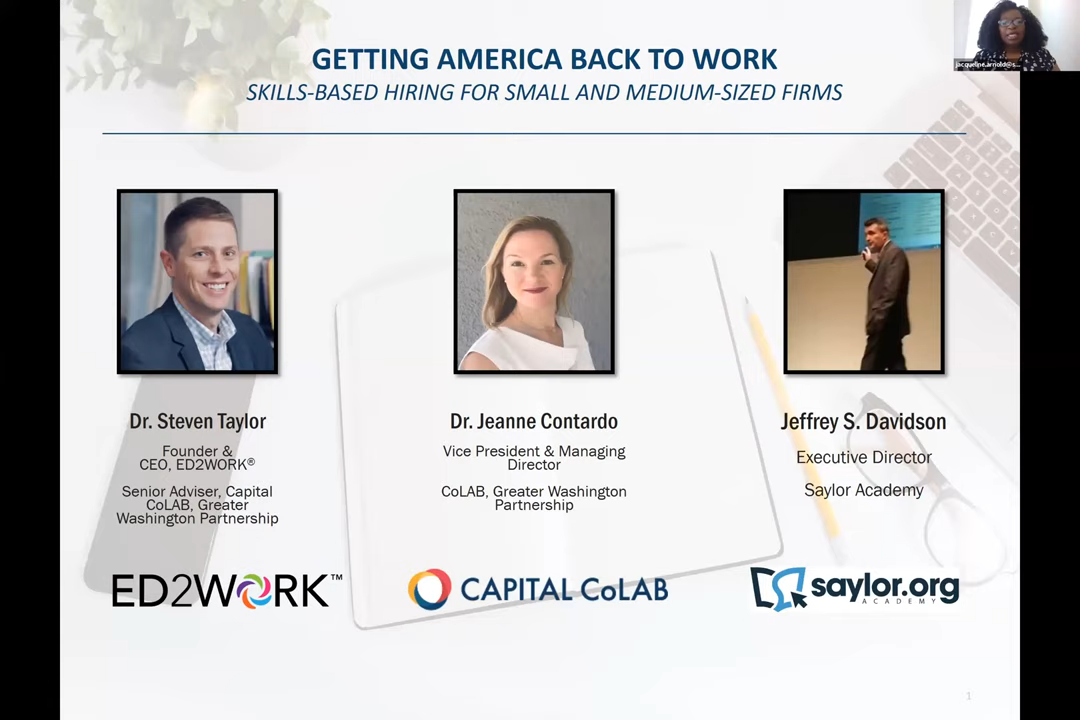 GETTING AMERICA BACK TO WORK
SKILLS-BASED HIRING FOR SMALL AND MEDIUM-SIZED FIRMS
jacqueline.arnold@s...
Dr. Steven Taylor
Founder &
CEO, ED2WORK®
Senior Adviser, Capital
CoLAB, Greater
Washington Partnership
Dr. Jeanne Contardo
Vice President & Managing
Director
CoLAB, Greater Washington
Partnership
Jeffrey S. Davidson
Executive Director
Saylor Academy
ED2WORK™
CAPITAL CoLAB
saylor.org
ACADEMY
1